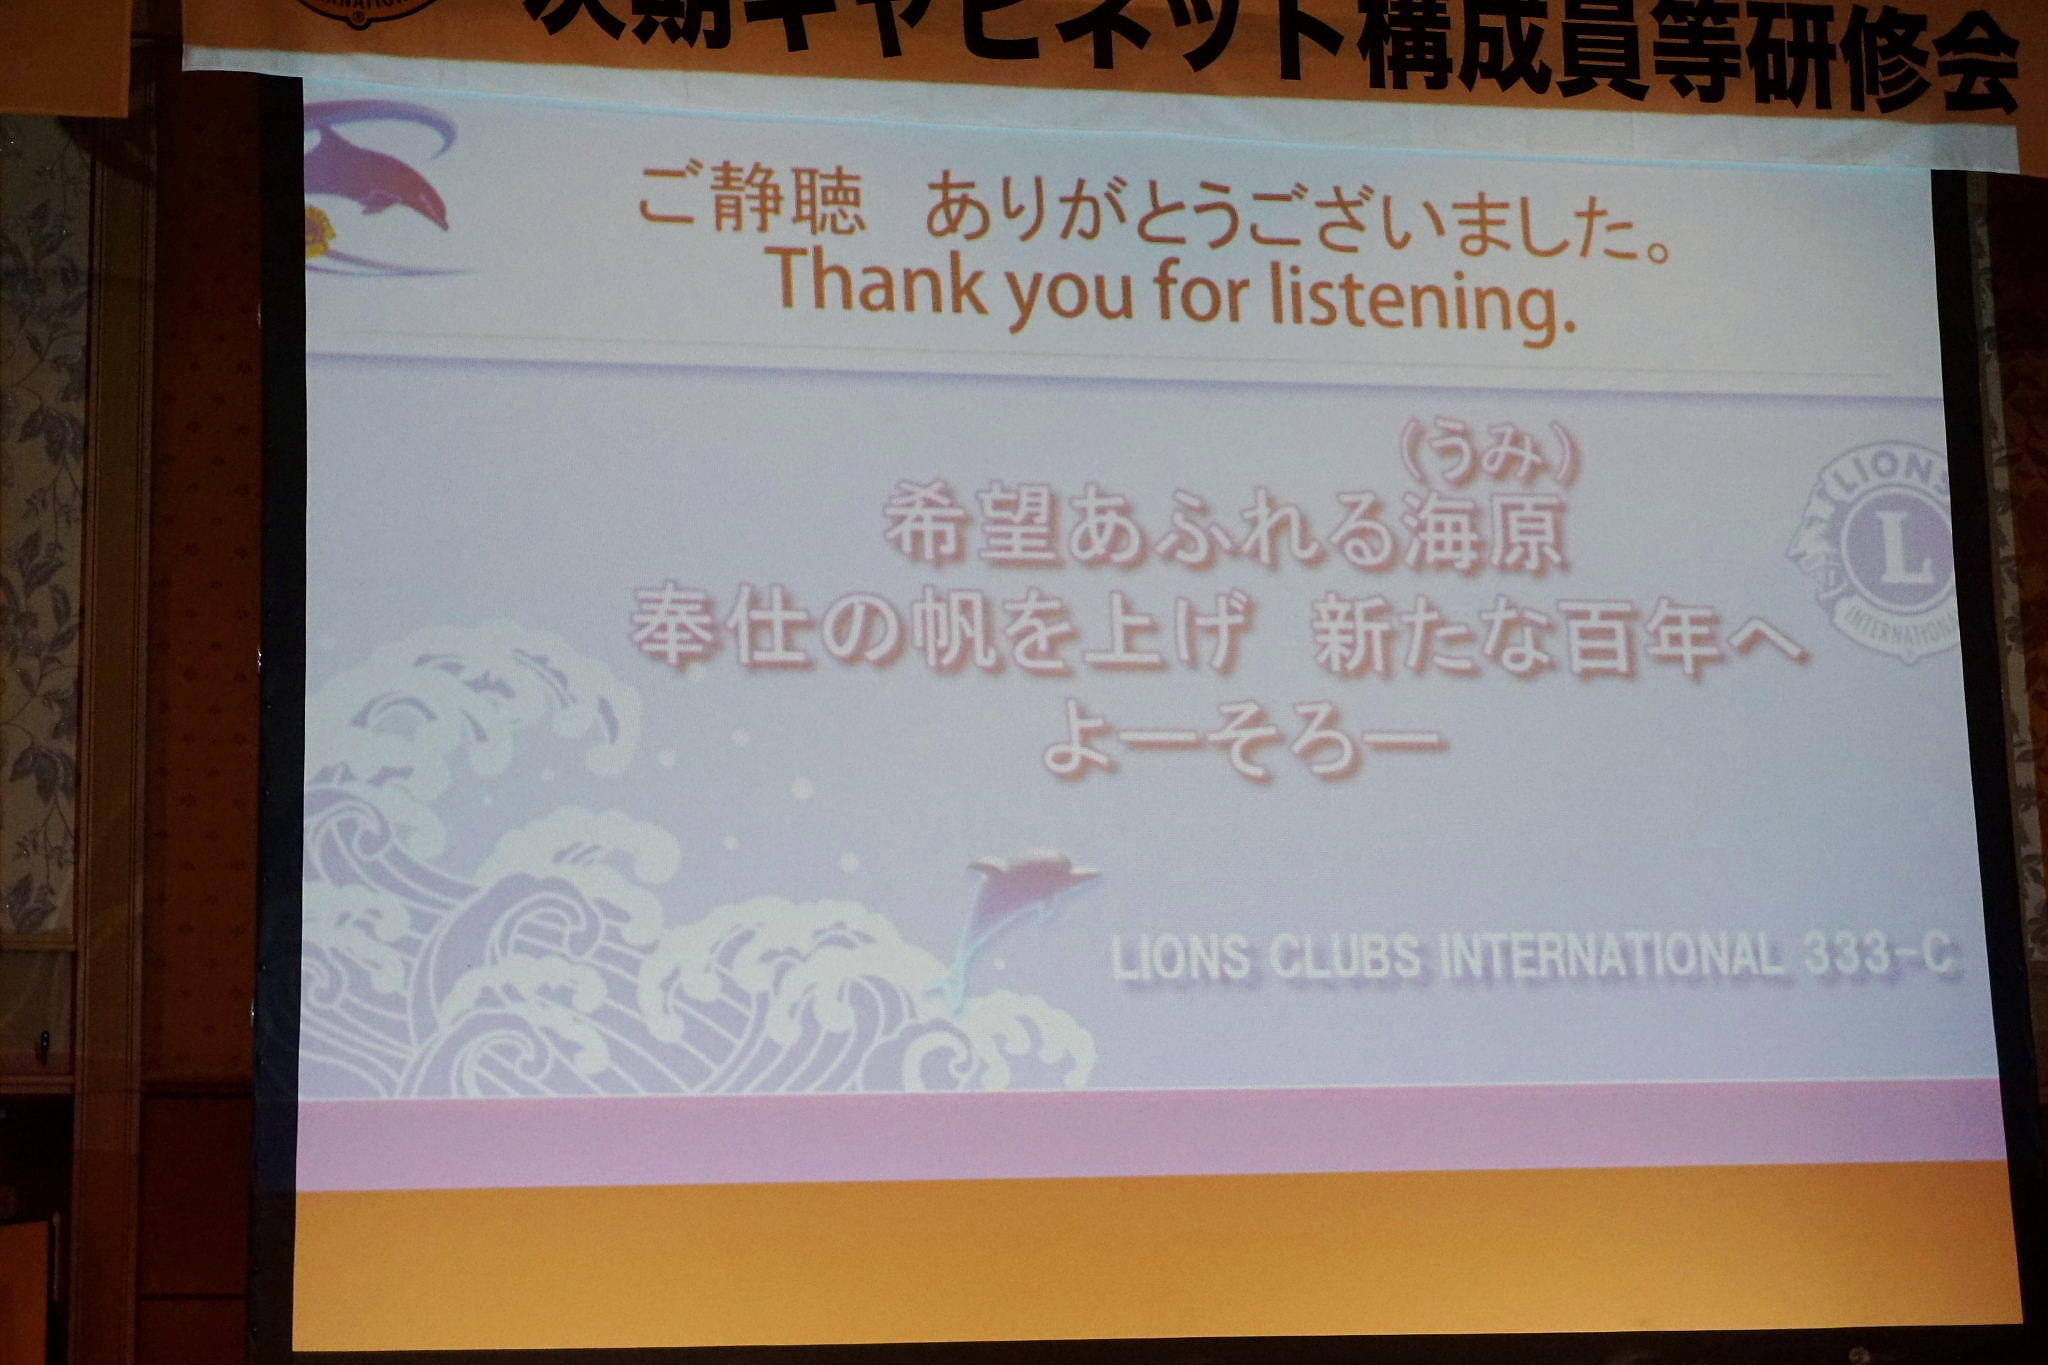 次期キャビネット構成員等研修会
ご静聴　ありがとうございました。
Thank you for listening.
(うみ)
希望あふれる海原
奉仕の帆を上げ　新たな百年へ
よーそろー
LIONS
L
INTERNATIONAL
LIONS CLUBS INTERNATIONAL 333-C